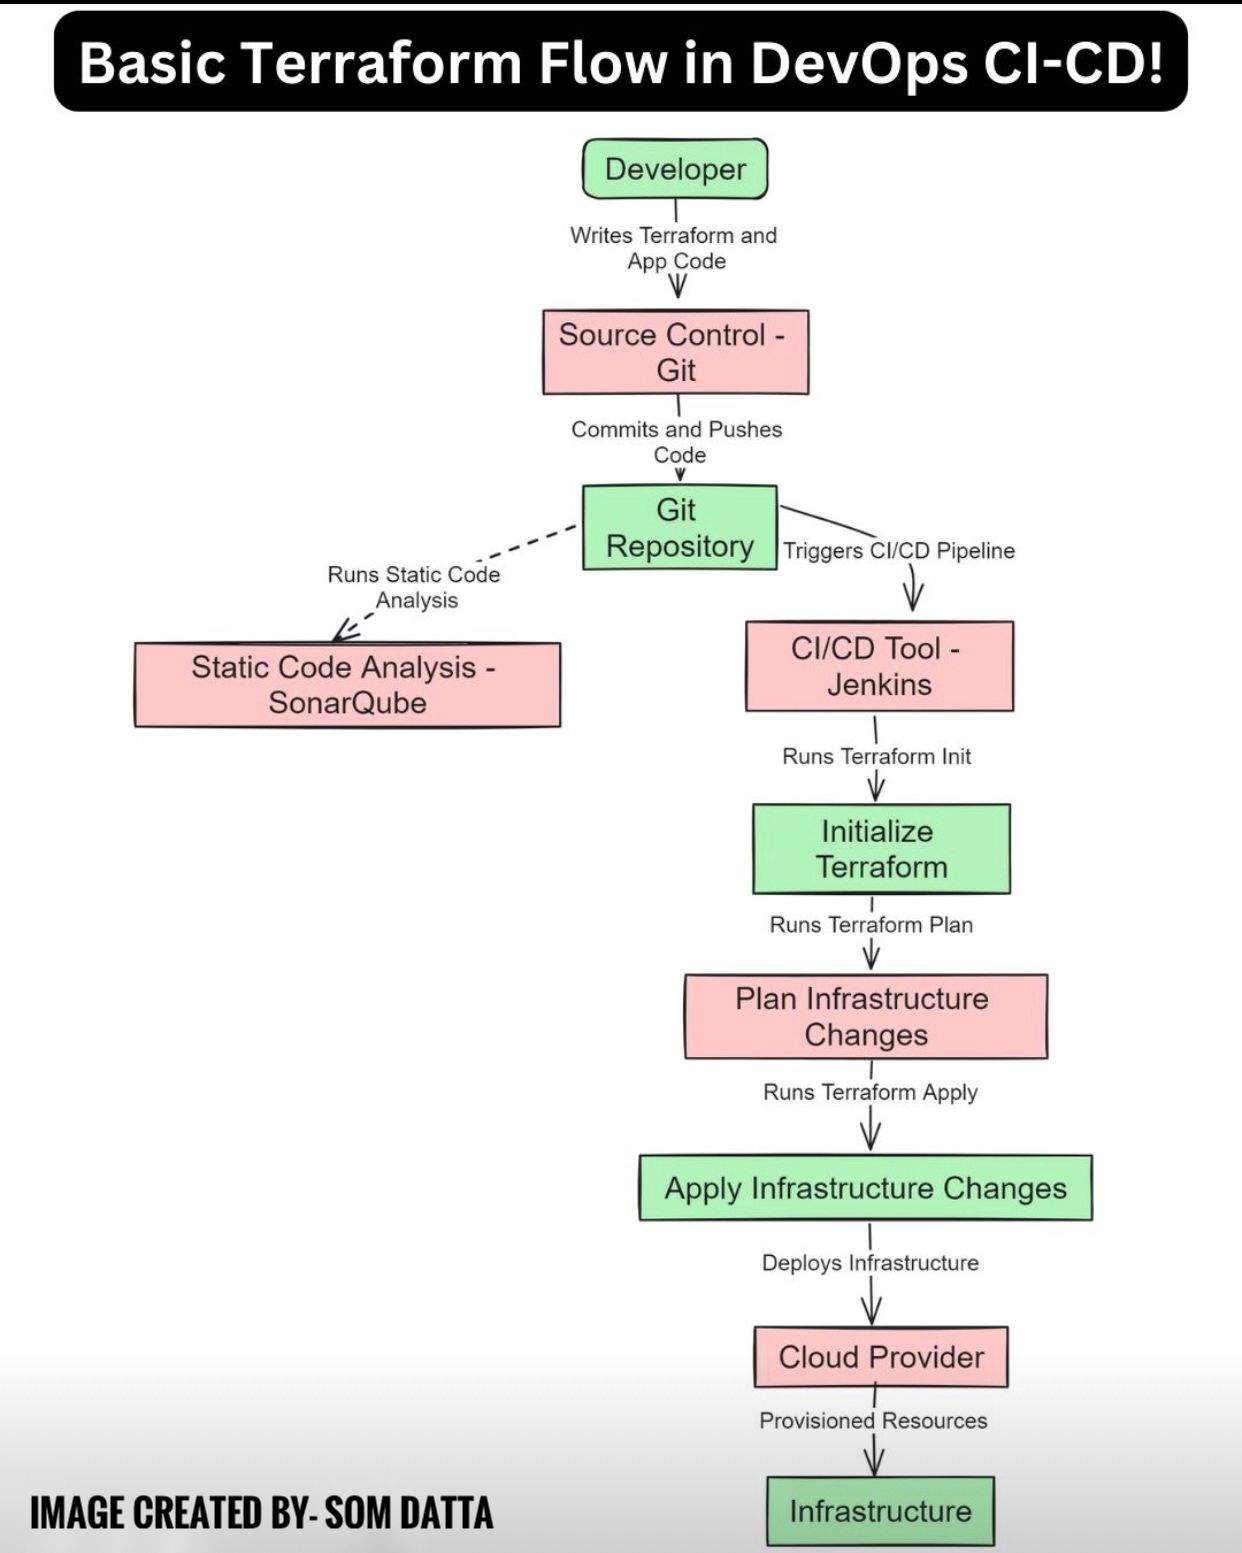 Basic Terraform Flow in DevOps CI-CD!
Developer
Writes Terraform and
App Code
Source Control -
Git
Commits and Pushes
Code
Git
Repository
Triggers CI/CD Pipeline
Runs Static Code
Analysis
Static Code Analysis -
SonarQube
CI/CD Tool -
Jenkins
Runs Terraform Init
Initialize
Terraform
Runs Terraform Plan
Plan Infrastructure
Changes
Runs Terraform Apply
Apply Infrastructure Changes
Deploys Infrastructure
Cloud Provider
Provisioned Resources
Infrastructure
IMAGE CREATED BY- SOM DATTA